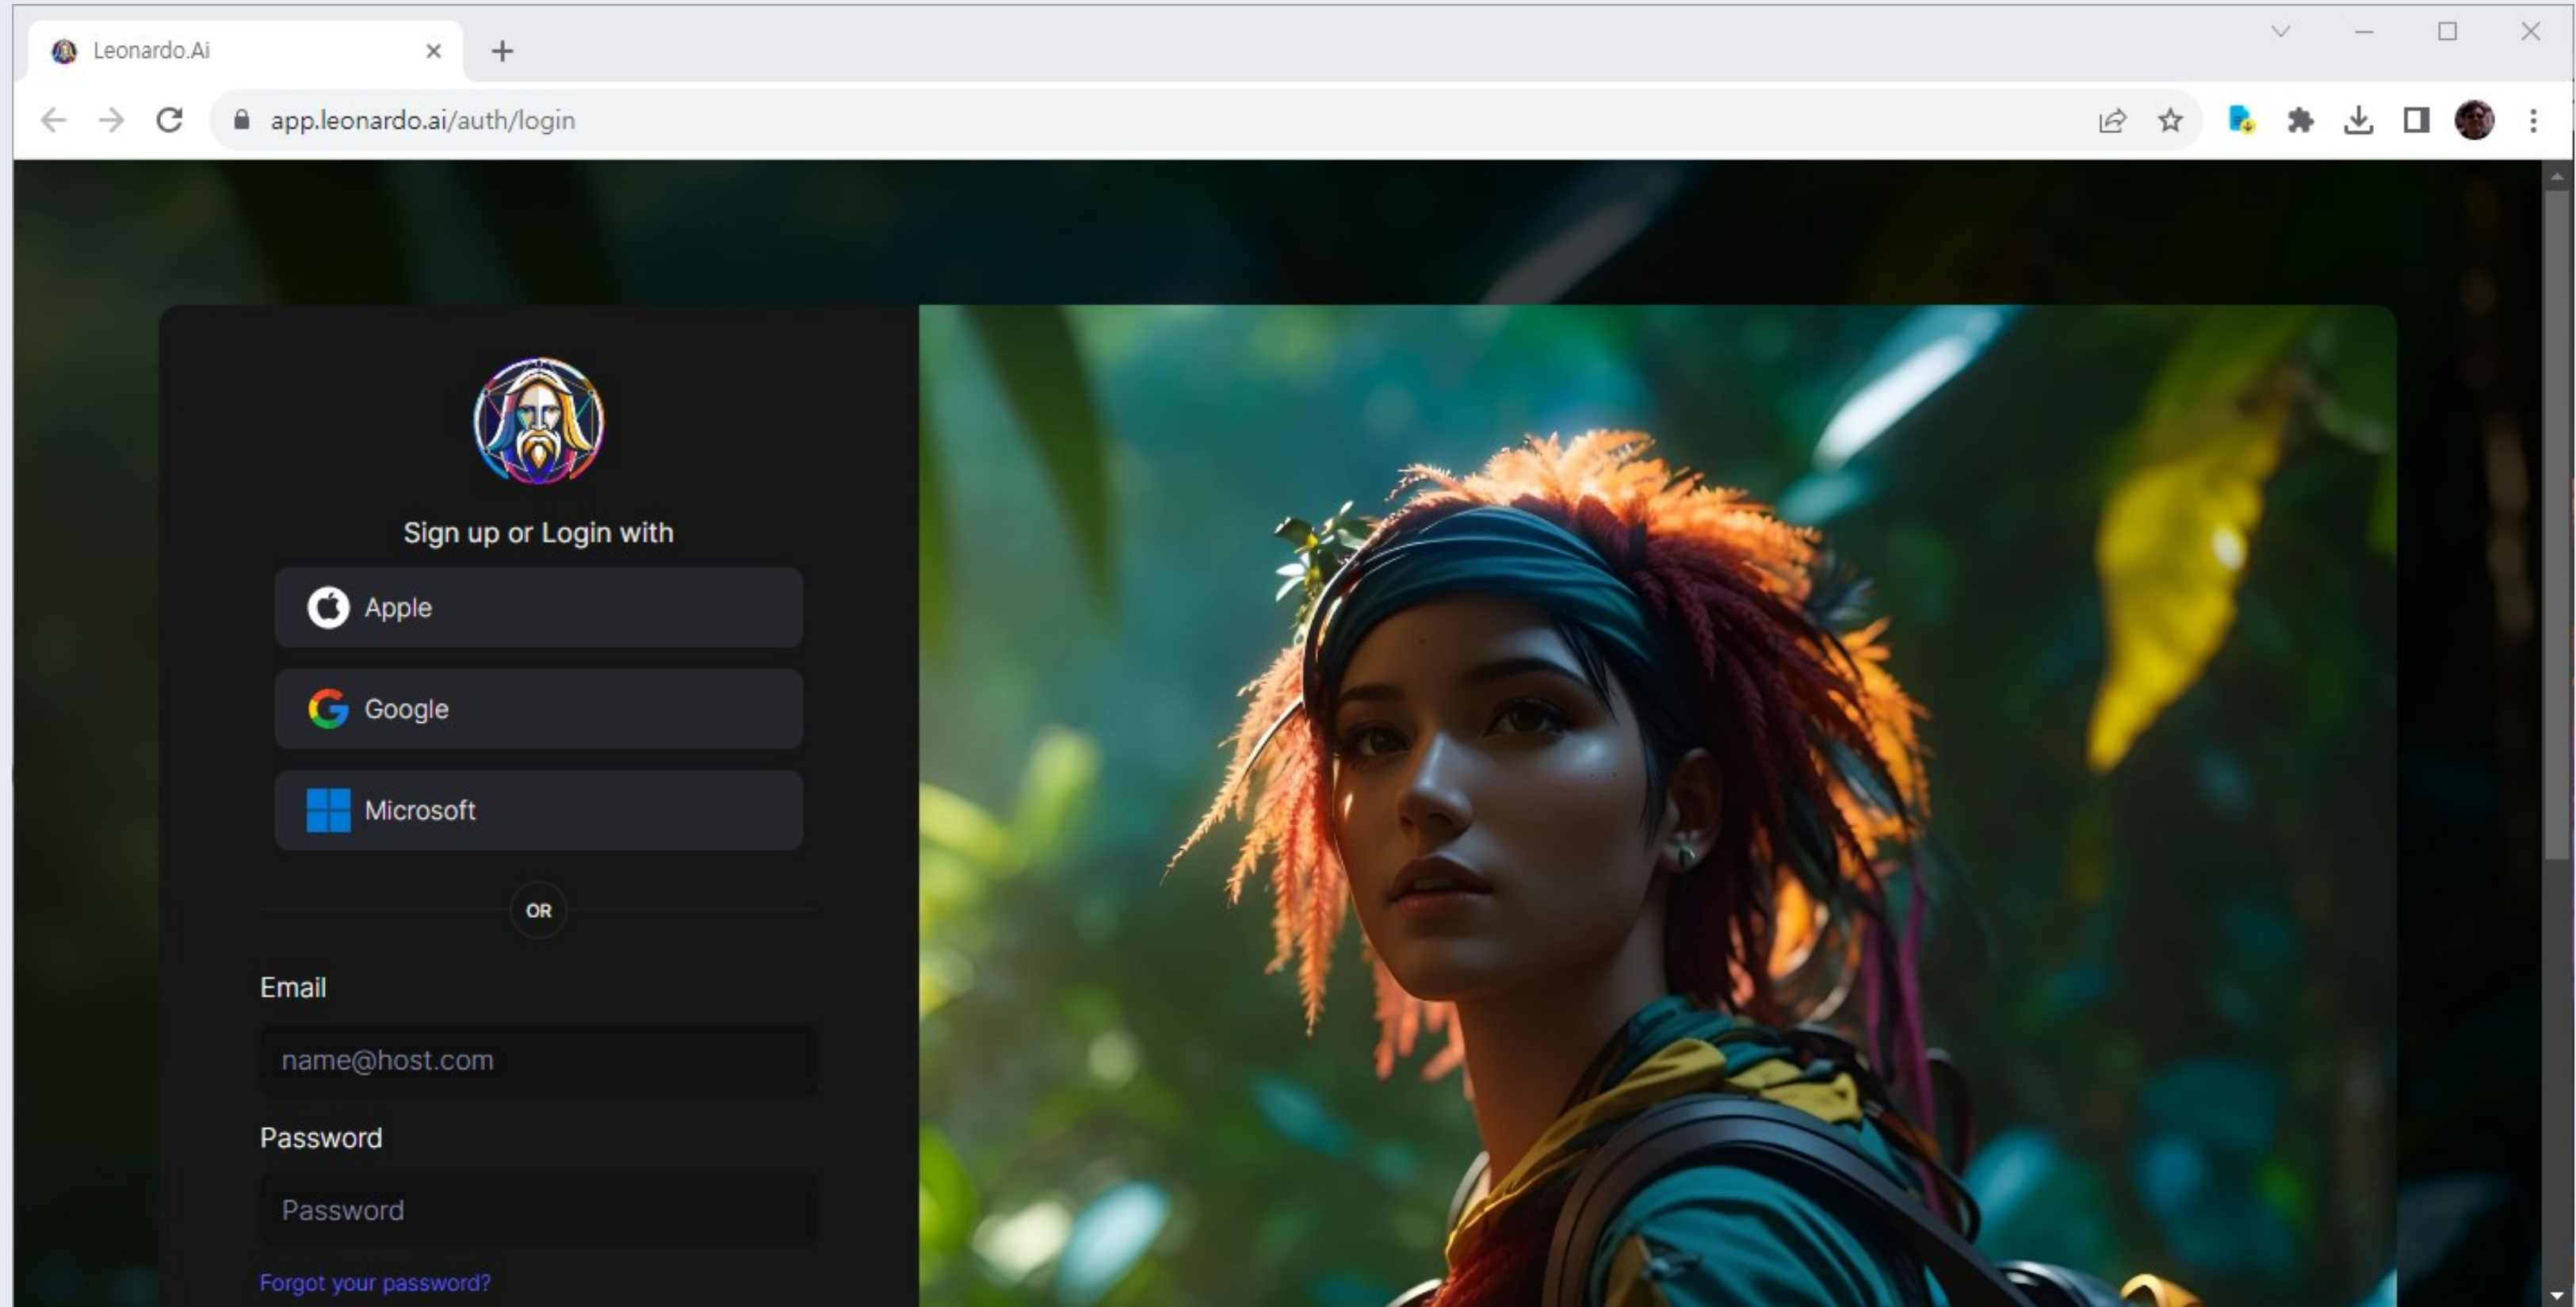 Leonardo.Ai
app.leonardo.ai/auth/login
Sign up or Login with
Apple
Google
Microsoft
OR
Email
name@host.com
Password
Password
Forgot your password?